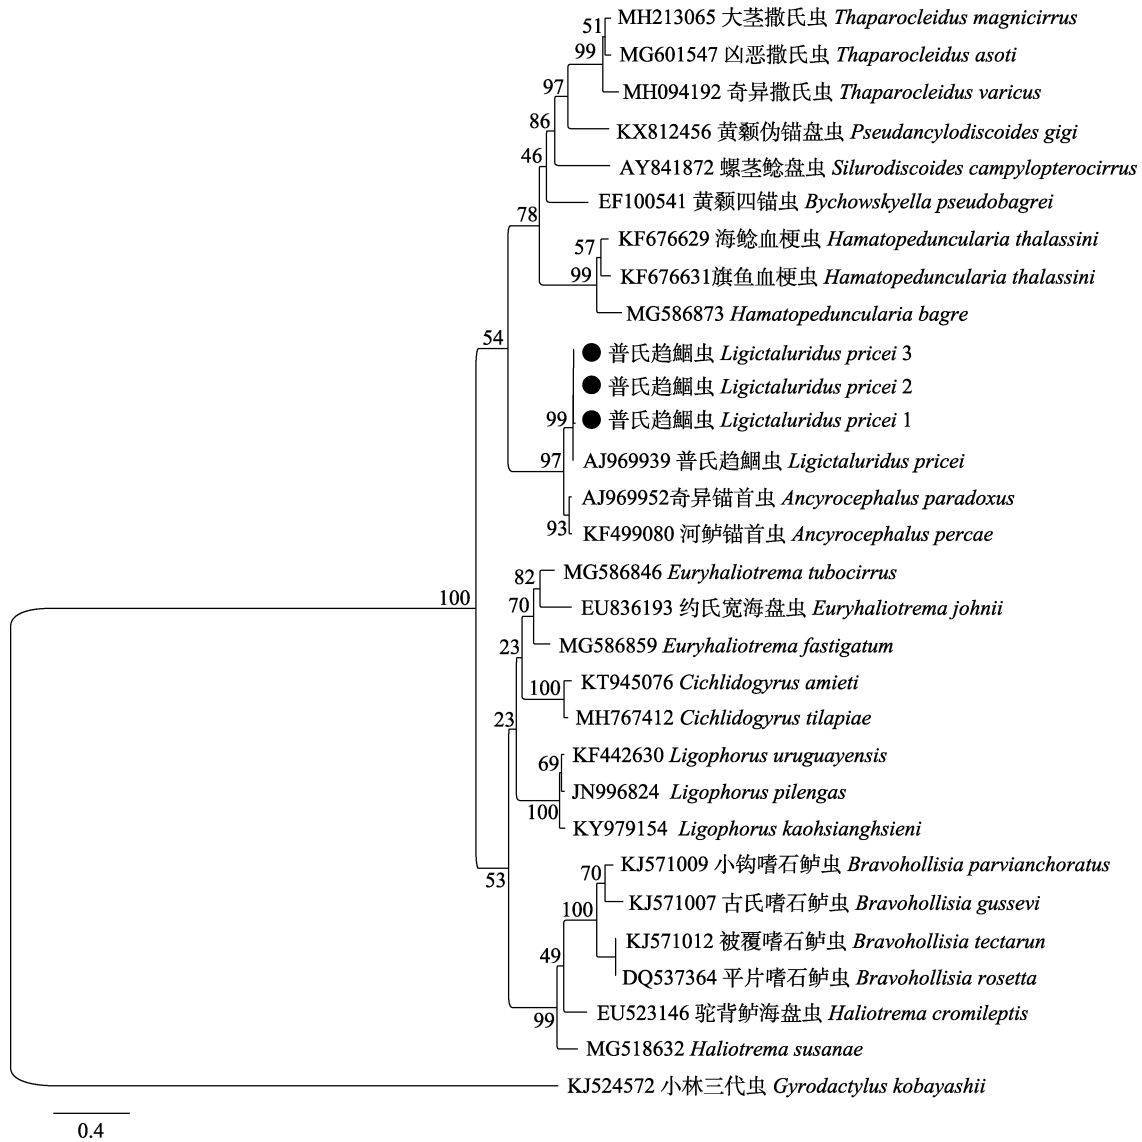 MH213065 大茎撒氏虫 Thaparocleidus magnicirrus
51
MG601547 凶恶撒氏虫 Thaparocleidus asoti
99
MH094192 奇异撒氏虫 Thaparocleidus varicus
97
KX812456 黄颡伪锚盘虫 Pseudancylodiscoides gigi
86
AY841872 螺茎鲶盘虫 Silurodiscoides campylopterocirrus
46
EF100541 黄颡四锚虫 Bychowskyella pseudobagrei
78
KF676629 海鲶血梗虫 Hamatopeduncularia thalassini
57
KF676631旗鱼血梗虫 Hamatopeduncularia thalassini
99
MG586873 Hamatopeduncularia bagre
54
普氏趋鮰虫 Ligictaluridus pricei 3
普氏趋鮰虫 Ligictaluridus pricei 2
普氏趋鮰虫 Ligictaluridus pricei 1
99
AJ969939 普氏趋鮰虫 Ligictaluridus pricei
97
AJ969952奇异锚首虫 Ancyrocephalus paradoxus
93
KF499080 河鲈锚首虫 Ancyrocephalus percae
100
MG586846 Euryhaliotrema tubocirrus
82
EU836193 约氏宽海盘虫 Euryhaliotrema johnii
70
MG586859 Euryhaliotrema fastigatum
23
KT945076 Cichlidogyrus amieti
100
MH767412 Cichlidogyrus tilapiae
23
KF442630 Ligophorus uruguayensis
69
JN996824 Ligophorus pilengas
100
KY979154 Ligophorus kaohsianghsieni
53
KJ571009 小钩嗜石鲈虫 Bravohollisia parvianchoratus
70
KJ571007 古氏嗜石鲈虫 Bravohollisia gussevi
100
KJ571012 被覆嗜石鲈虫 Bravohollisia tectarun
DQ537364 平片嗜石鲈虫 Bravohollisia rosetta
49
EU523146 驼背鲈海盘虫 Haliotrema cromileptis
99
MG518632 Haliotrema susanae
KJ524572 小林三代虫 Gyrodactylus kobayashii
0.4